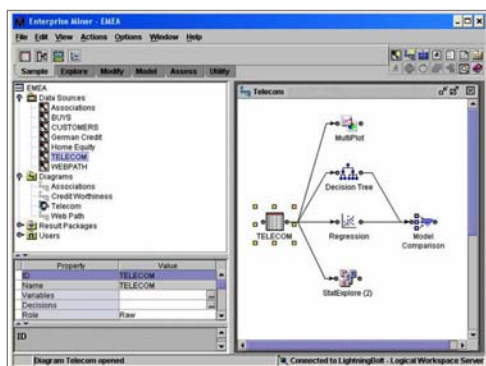 Enterprise Miner - EMEA
File Edit View Actions Options Window Help
Sample Explore Modify Model Assess Utility
EMEA
Data Sources
Associations
BUYS
CUSTOMERS
German Credit
Home Equity
TELECOM
WEBPATH
Diagrams
Associations
Credit Worthiness
Telecom
Web Path
Result Packages
Users
Property Value
ID TELECOM
Name TELECOM
Variables
Decisions
Role Raw
ID
Telecom
MultiPlot
Decision Tree
TELECOM
Regression
Model
Comparison
StatExplore (2)
Diagram Telecom opened
Connected to LightningBolt - Logical Workspace Server